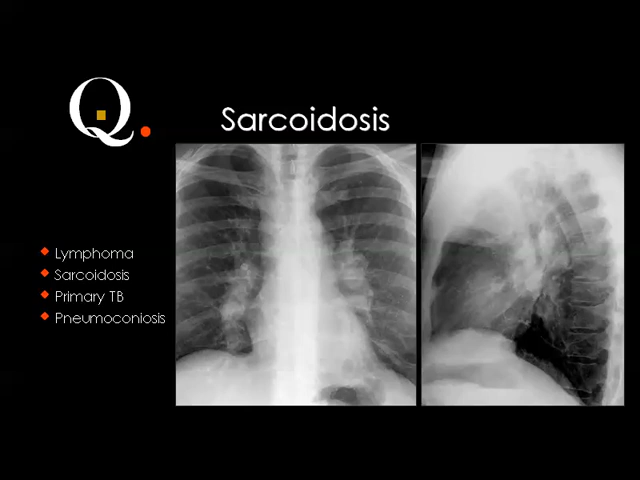 Q.
Sarcoidosis
Lymphoma
Sarcoidosis
Primary TB
Pneumoconiosis